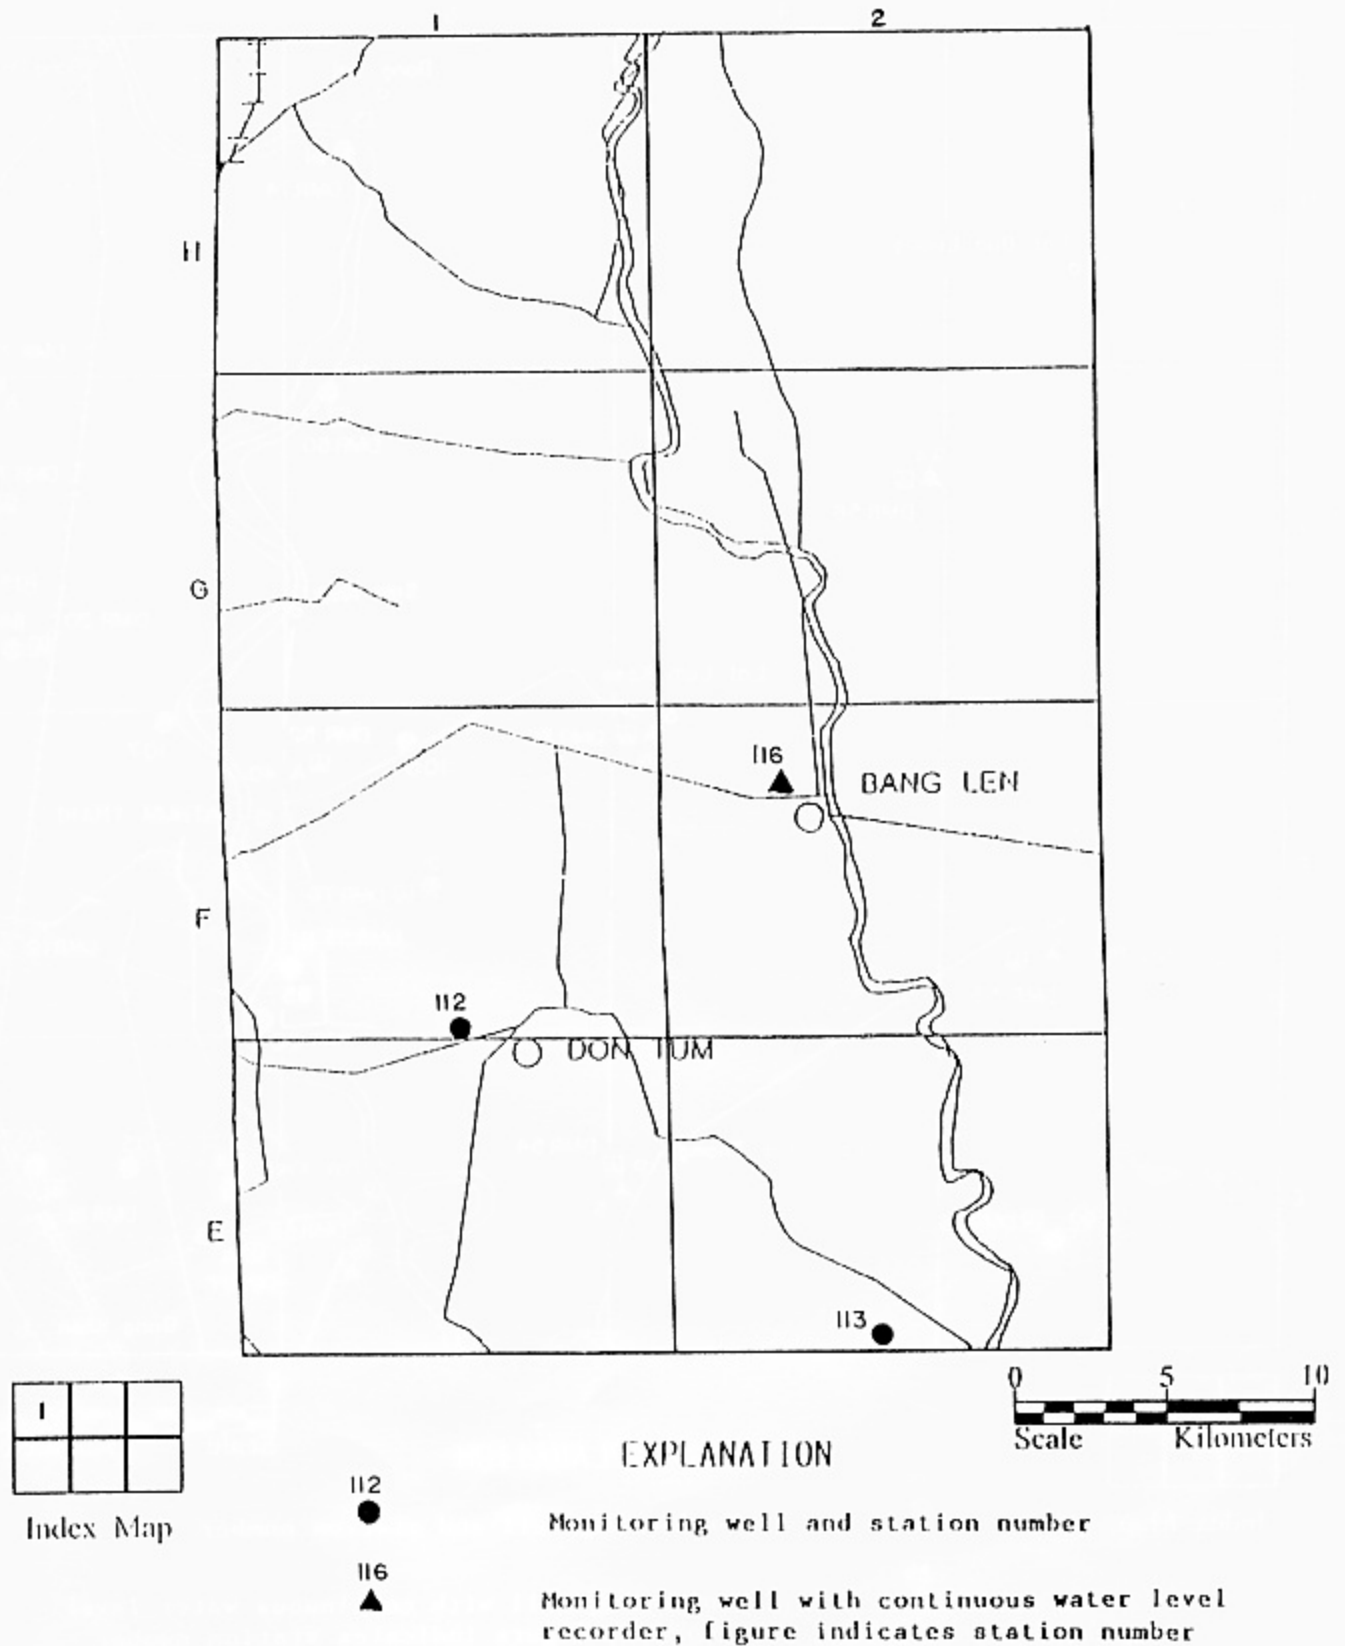 1 2
H
G
116
BANG LEN
F
112
DON TUM
E
113
0 5 10
Scale Kilometers
1
Index Map
EXPLANATION
112
Monitoring well and station number
116
Monitoring well with continuous water level
recorder, figure indicates station number